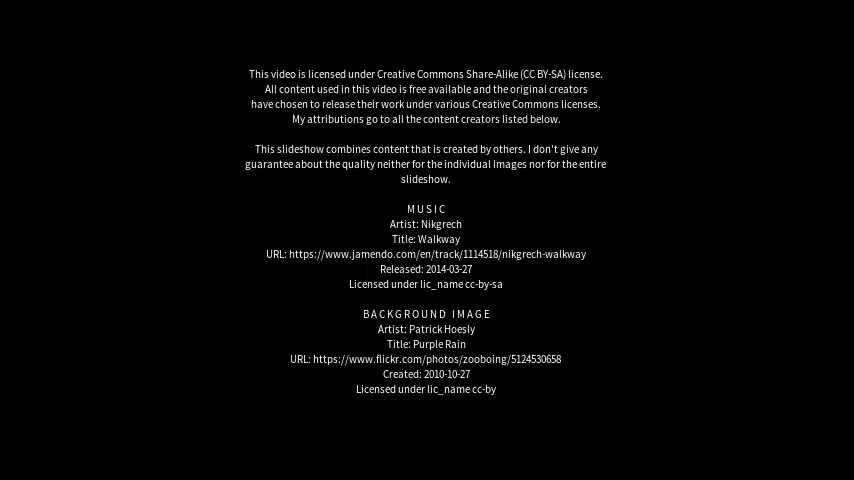 This video is licensed under Creative Commons Share-Alike (CC BY-SA) license.
All content used in this video is free available and the original creators
have chosen to release their work under various Creative Commons licenses.
My attributions go to all the content creators listed below.
This slideshow combines content that is created by others. I don't give any
guarantee about the quality neither for the individual images nor for the entire
slideshow.
M U S I C
Artist: Nikgrech
Title: Walkway
URL: https://www.jamendo.com/en/track/1114518/nikgrech-walkway
Released: 2014-03-27
Licensed under lic_name cc-by-sa
B A C K G R O U N D   I M A G E
Artist: Patrick Hoesly
Title: Purple Rain
URL: https://www.flickr.com/photos/zooboing/5124530658
Created: 2010-10-27
Licensed under lic_name cc-by